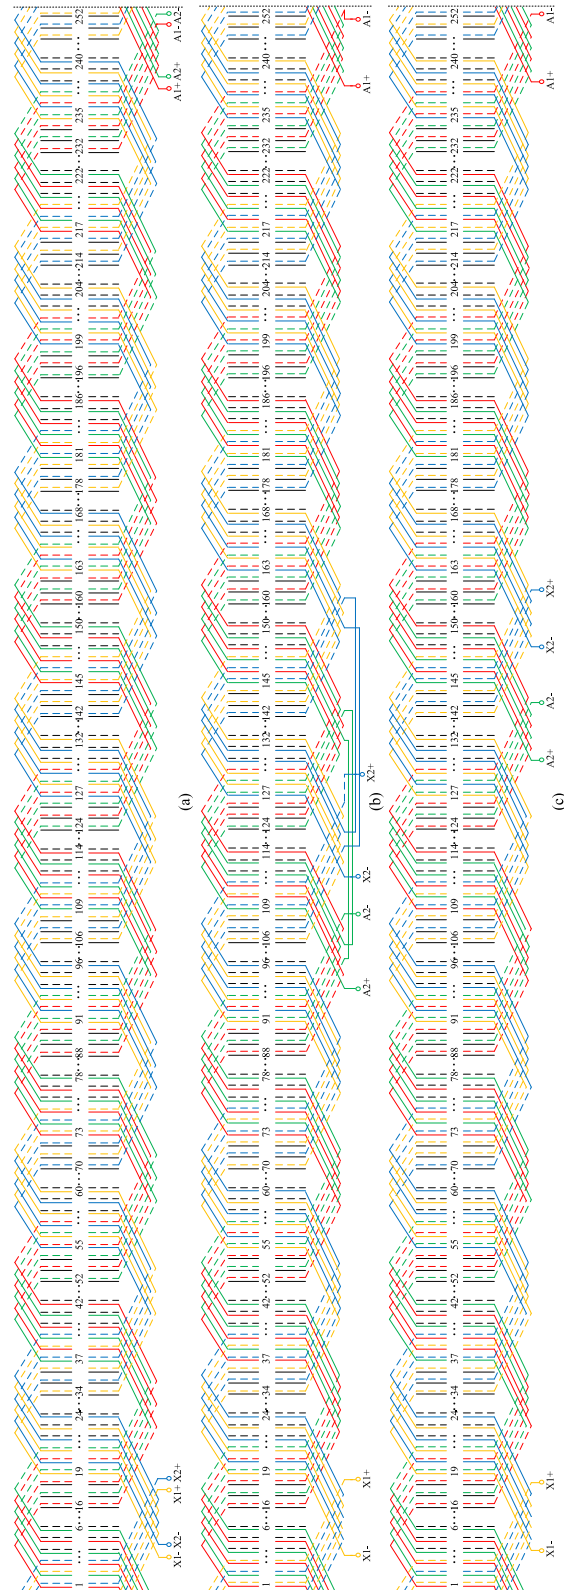 1 ... 6 ... 16 19 ... 24 ... 34 37 ... 42 ... 52 55 ... 60 ... 70 73 ... 78 ... 88 91 ... 96 ... 106 109 ... 114 ... 124 127 ... 132 ... 142 145 ... 150 ... 160 163 ... 168 ... 178 181 ... 186 ... 196 199 ... 204 ... 214 217 ... 222 ... 232 235 ... 240 ... 252
X1- X2- X1+ X2+ A1+ A2+ A1- A2-
(a)
1 ... 6 ... 16 19 ... 24 ... 34 37 ... 42 ... 52 55 ... 60 ... 70 73 ... 78 ... 88 91 ... 96 ... 106 109 ... 114 ... 124 127 ... 132 ... 142 145 ... 150 ... 160 163 ... 168 ... 178 181 ... 186 ... 196 199 ... 204 ... 214 217 ... 222 ... 232 235 ... 240 ... 252
X1- X1+ A2+ A2- X2- X2+ A1+ A1-
(b)
1 ... 6 ... 16 19 ... 24 ... 34 37 ... 42 ... 52 55 ... 60 ... 70 73 ... 78 ... 88 91 ... 96 ... 106 109 ... 114 ... 124 127 ... 132 ... 142 145 ... 150 ... 160 163 ... 168 ... 178 181 ... 186 ... 196 199 ... 204 ... 214 217 ... 222 ... 232 235 ... 240 ... 252
X1- X1+ A2+ A2- X2- X2+ A1+ A1-
(c)